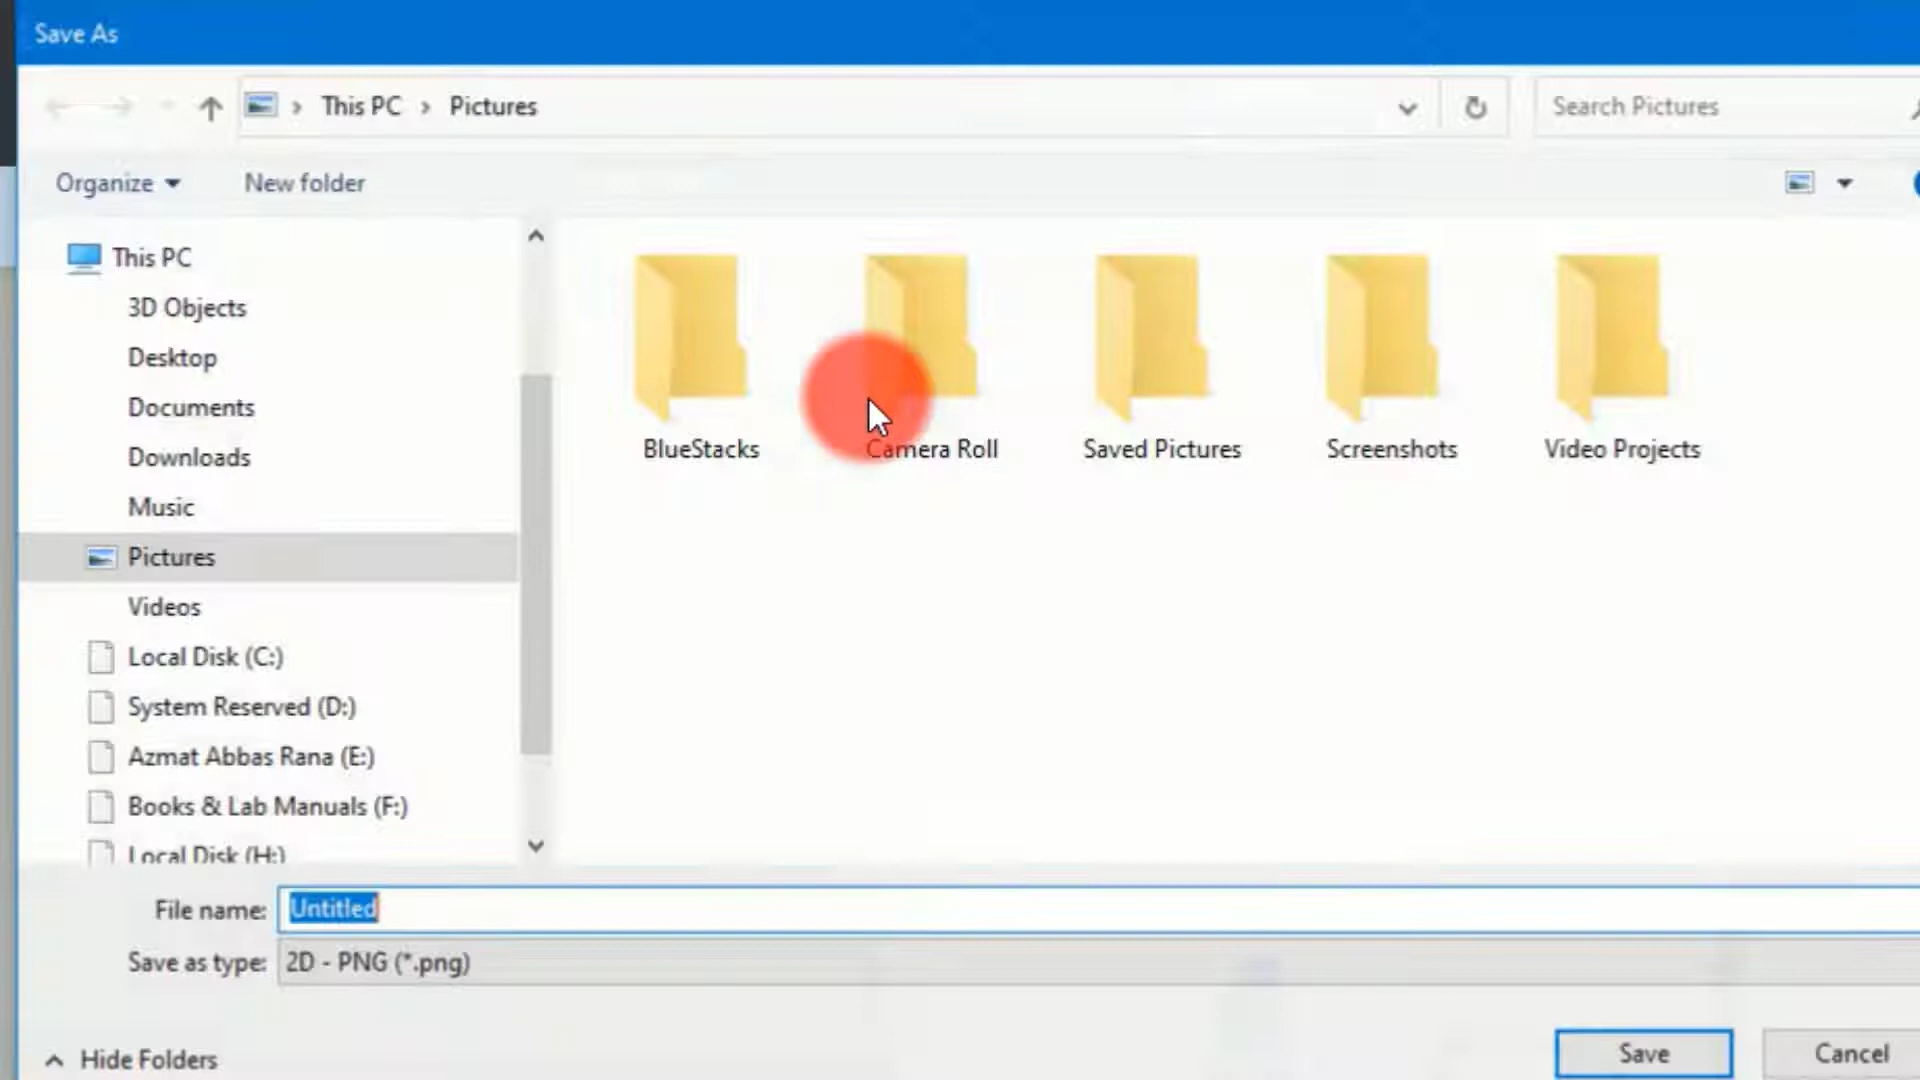 Save As
This PC › Pictures
Search Pictures
Organize
New folder
This PC
3D Objects
Desktop
Documents
Downloads
Music
Pictures
Videos
Local Disk (C:)
System Reserved (D:)
Azmat Abbas Rana (E:)
Books & Lab Manuals (F:)
Local Disk (H:)
BlueStacks
Camera Roll
Saved Pictures
Screenshots
Video Projects
File name: Untitled
Save as type: 2D - PNG (*.png)
Hide Folders
Save
Cancel